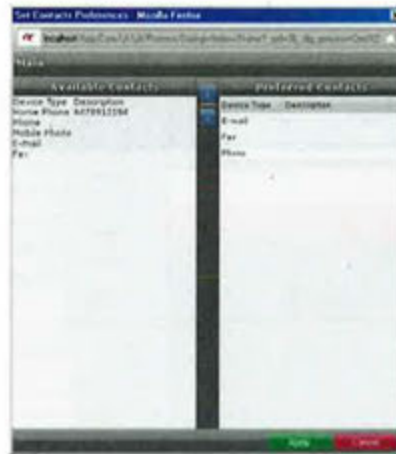 Set Contacts Preferences - Mozilla Firefox
localhost
Main
Available Contacts
Device Type Description
Home Phone
Phone
Mobile Phone
E-mail
Fax
Preferred Contacts
Device Type Description
E-mail
Fax
Phone
Apply Cancel